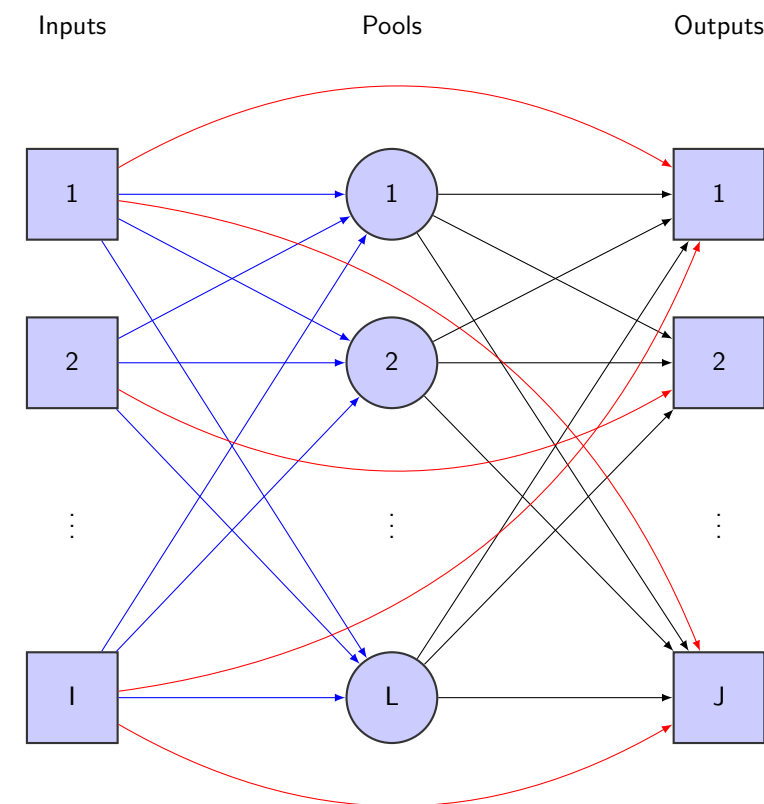 Inputs Pools Outputs
1 1 1
2 2 2
⋮ ⋮ ⋮
I L J